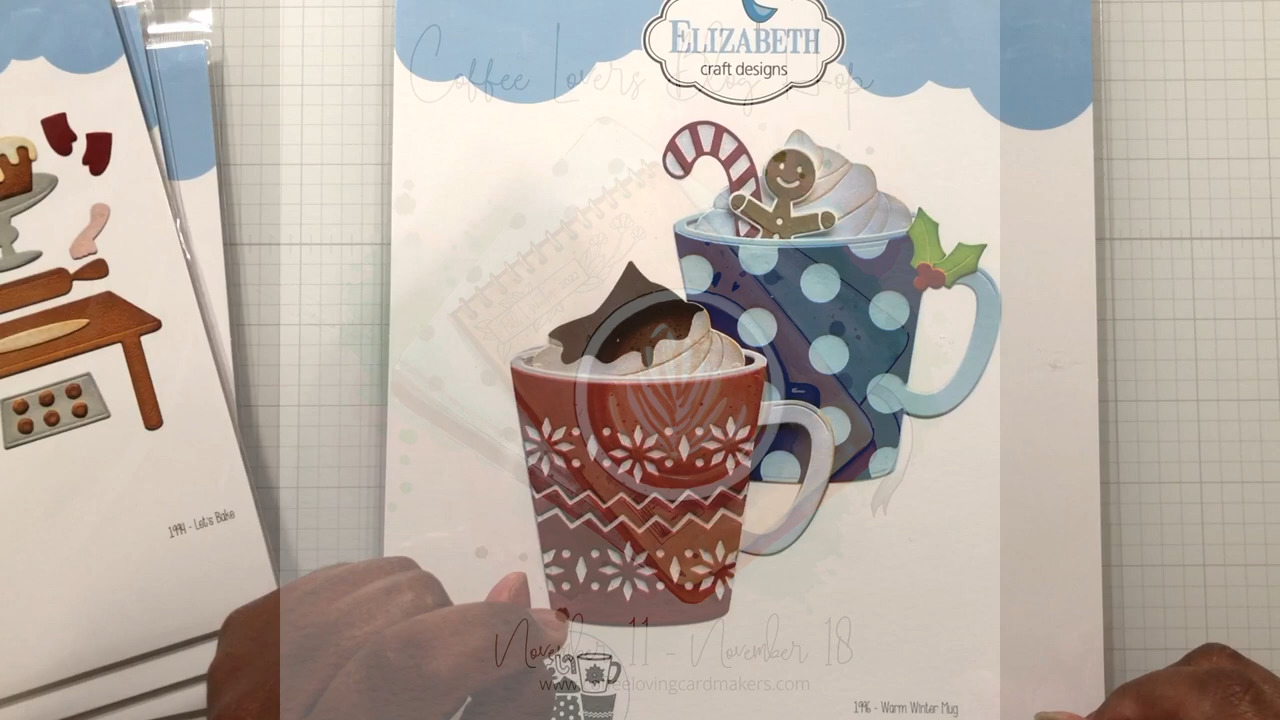 Coffee Lovers Blog Hop
ELIZABETH
craft designs
1994 - Let's Bake
November 11 - November 18
www.coffeelovingcardmakers.com
1996 - Warm Winter Mug